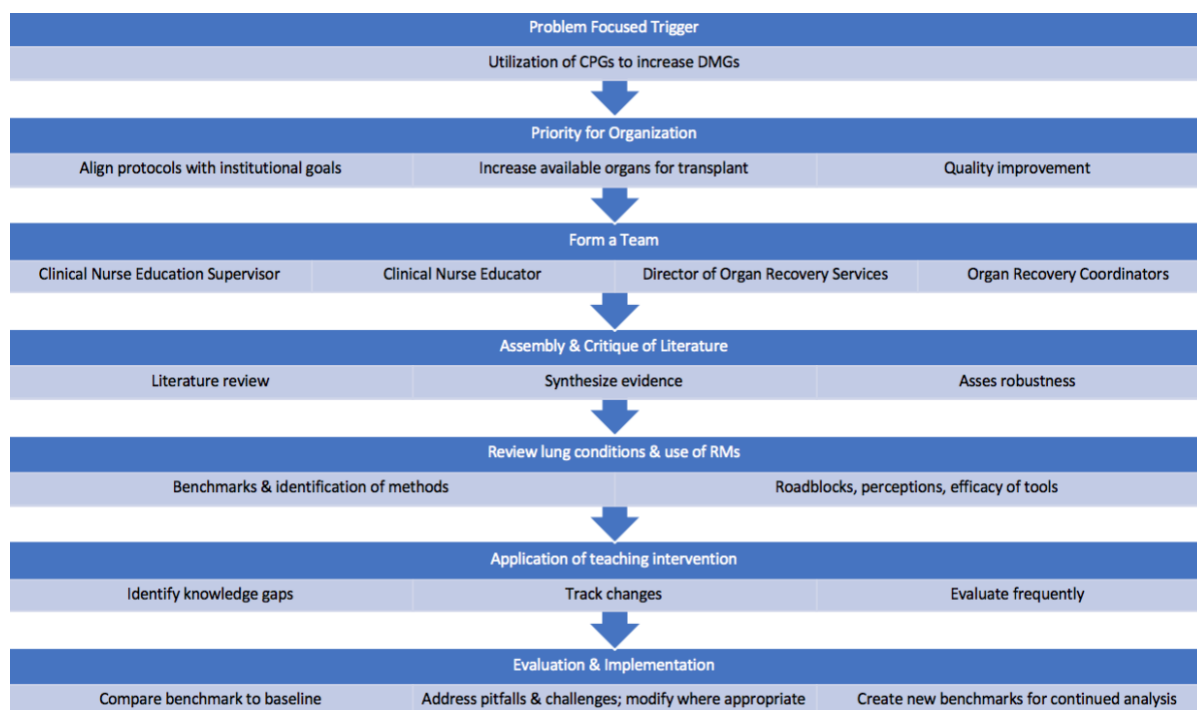 Problem Focused Trigger
Utilization of CPGs to increase DMGs
Priority for Organization
Align protocols with institutional goals
Increase available organs for transplant
Quality improvement
Form a Team
Clinical Nurse Education Supervisor
Clinical Nurse Educator
Director of Organ Recovery Services
Organ Recovery Coordinators
Assembly & Critique of Literature
Literature review
Synthesize evidence
Asses robustness
Review lung conditions & use of RMs
Benchmarks & identification of methods
Roadblocks, perceptions, efficacy of tools
Application of teaching intervention
Identify knowledge gaps
Track changes
Evaluate frequently
Evaluation & Implementation
Compare benchmark to baseline
Address pitfalls & challenges; modify where appropriate
Create new benchmarks for continued analysis